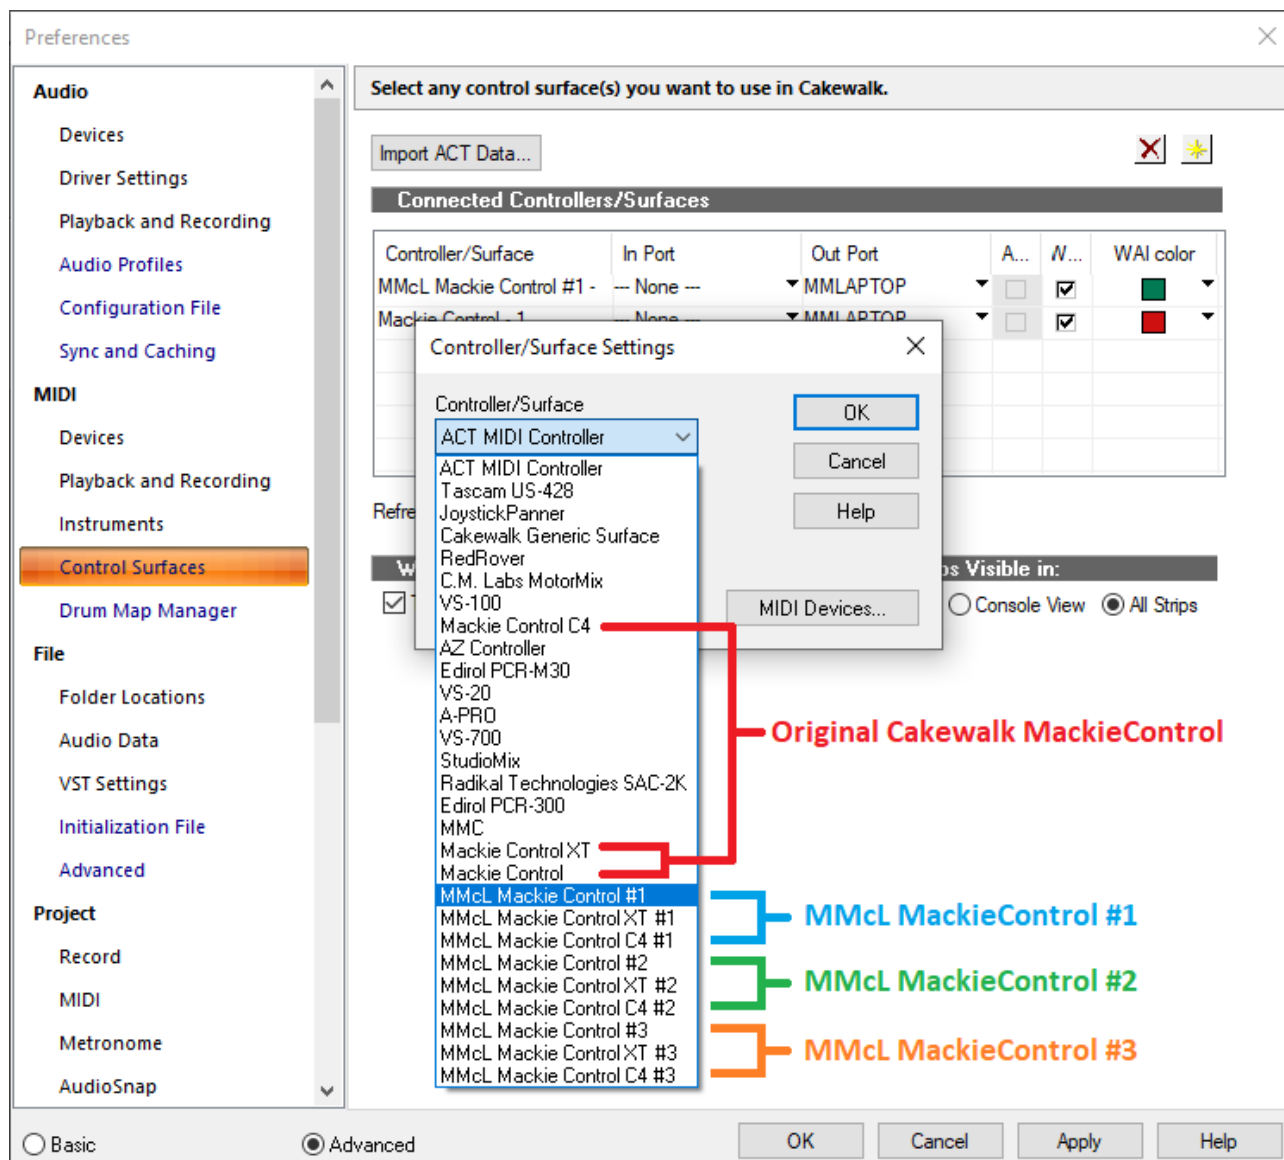 Preferences
Audio
Devices
Driver Settings
Playback and Recording
Audio Profiles
Configuration File
Sync and Caching
MIDI
Devices
Playback and Recording
Instruments
Control Surfaces
Drum Map Manager
File
Folder Locations
Audio Data
VST Settings
Initialization File
Advanced
Project
Record
MIDI
Metronome
AudioSnap
Basic
Advanced
Select any control surface(s) you want to use in Cakewalk.
Import ACT Data...
Connected Controllers/Surfaces
Controller/Surface In Port Out Port A... W... WAI color
MMcL Mackie Control #1 - --- None --- MMLAPTOP
Mackie Control - 1 --- None --- MMLAPTOP
Refre
W
os Visible in:
Console View
All Strips
Controller/Surface Settings
Controller/Surface
ACT MIDI Controller
OK
Cancel
Help
MIDI Devices...
ACT MIDI Controller
Tascam US-428
JoystickPanner
Cakewalk Generic Surface
RedRover
C.M. Labs MotorMix
VS-100
Mackie Control C4
AZ Controller
Edirol PCR-M30
VS-20
A-PRO
VS-700
StudioMix
Radikal Technologies SAC-2K
Edirol PCR-300
MMC
Mackie Control XT
Mackie Control
MMcL Mackie Control #1
MMcL Mackie Control XT #1
MMcL Mackie Control C4 #1
MMcL Mackie Control #2
MMcL Mackie Control XT #2
MMcL Mackie Control C4 #2
MMcL Mackie Control #3
MMcL Mackie Control XT #3
MMcL Mackie Control C4 #3
Original Cakewalk MackieControl
MMcL MackieControl #1
MMcL MackieControl #2
MMcL MackieControl #3
OK
Cancel
Apply
Help